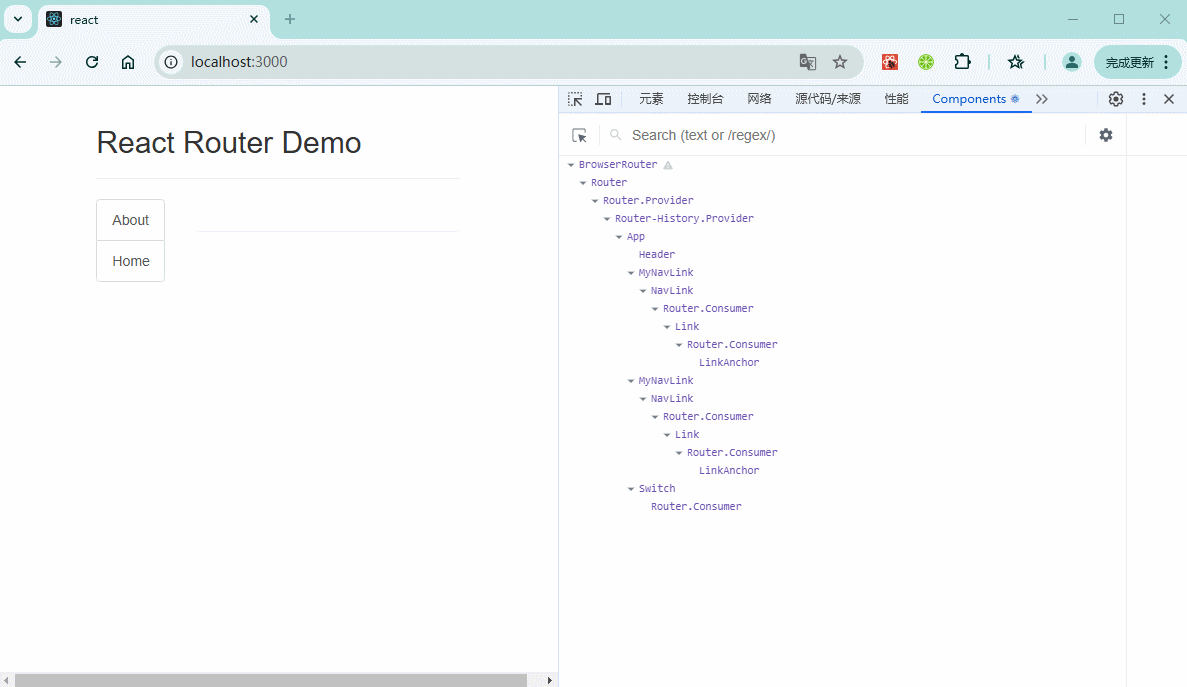 react
localhost:3000
完成更新
React Router Demo
About
Home
元素 控制台 网络 源代码/来源 性能 Components
Search (text or /regex/)
BrowserRouter
Router
Router.Provider
Router-History.Provider
App
Header
MyNavLink
NavLink
Router.Consumer
Link
Router.Consumer
LinkAnchor
MyNavLink
NavLink
Router.Consumer
Link
Router.Consumer
LinkAnchor
Switch
Router.Consumer